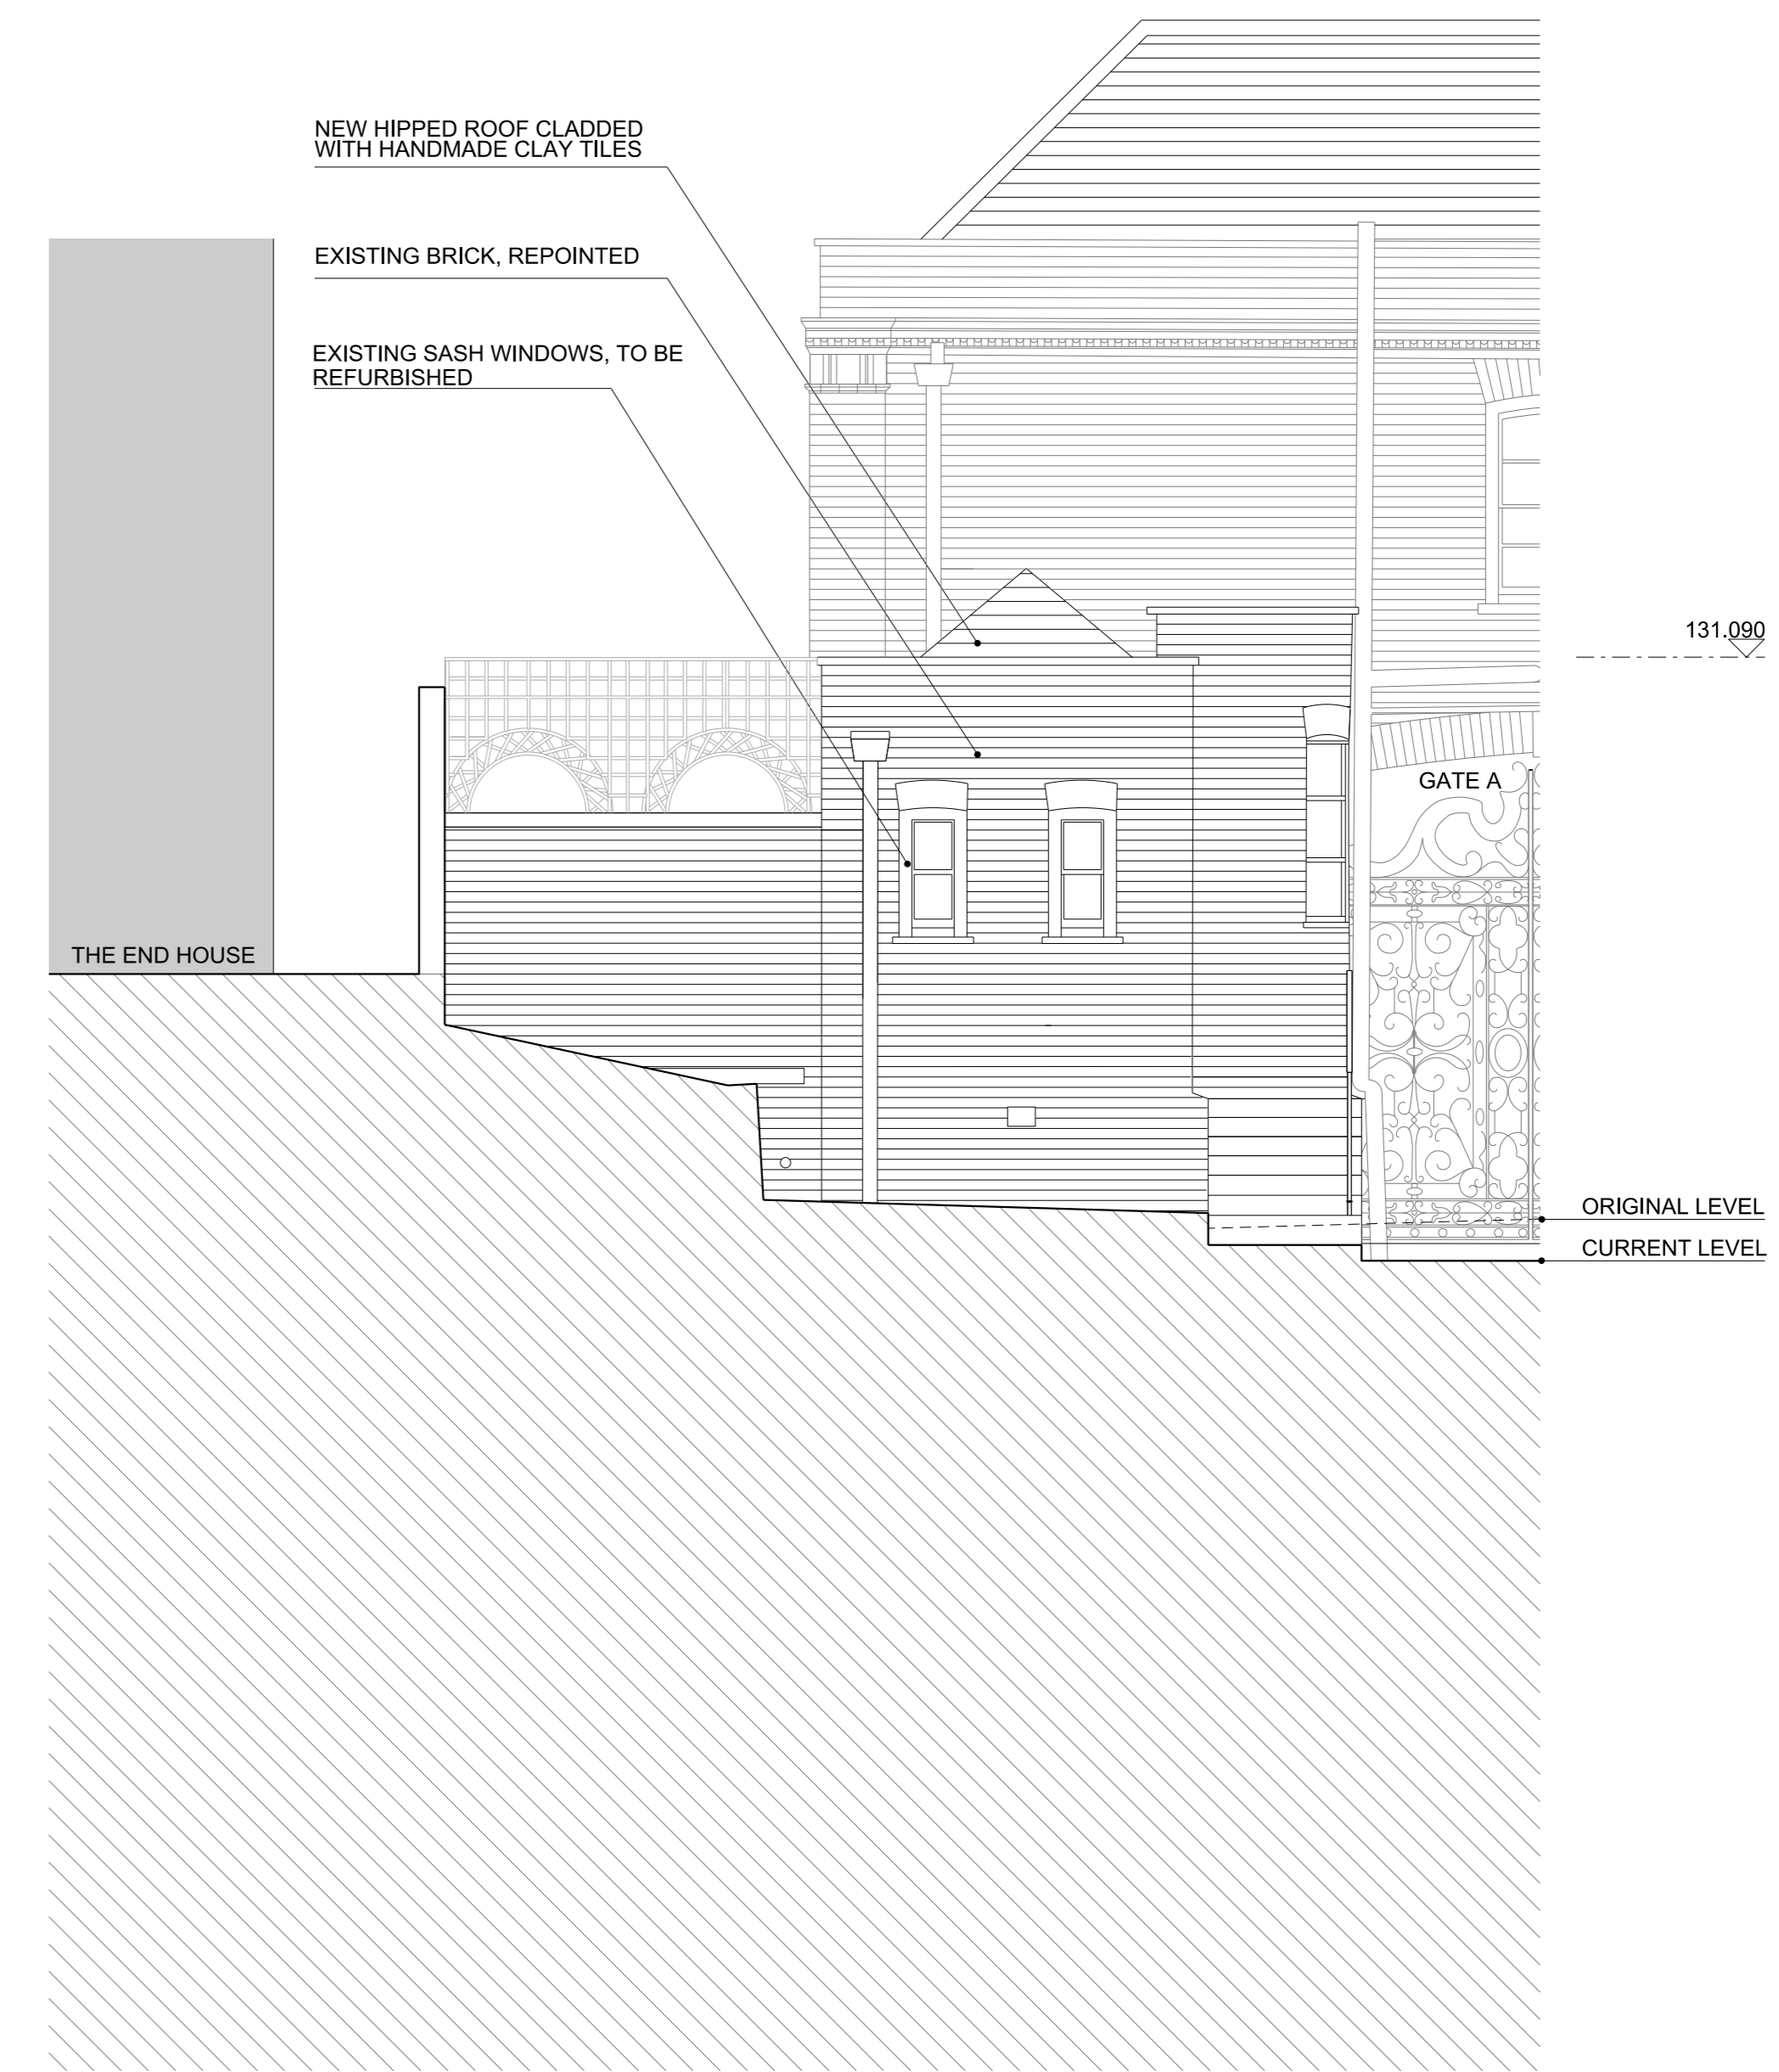 NEW HIPPED ROOF CLADDED
WITH HANDMADE CLAY TILES
EXISTING BRICK, REPOINTED
EXISTING SASH WINDOWS, TO BE
REFURBISHED
131.090
GATE A
THE END HOUSE
ORIGINAL LEVEL
CURRENT LEVEL